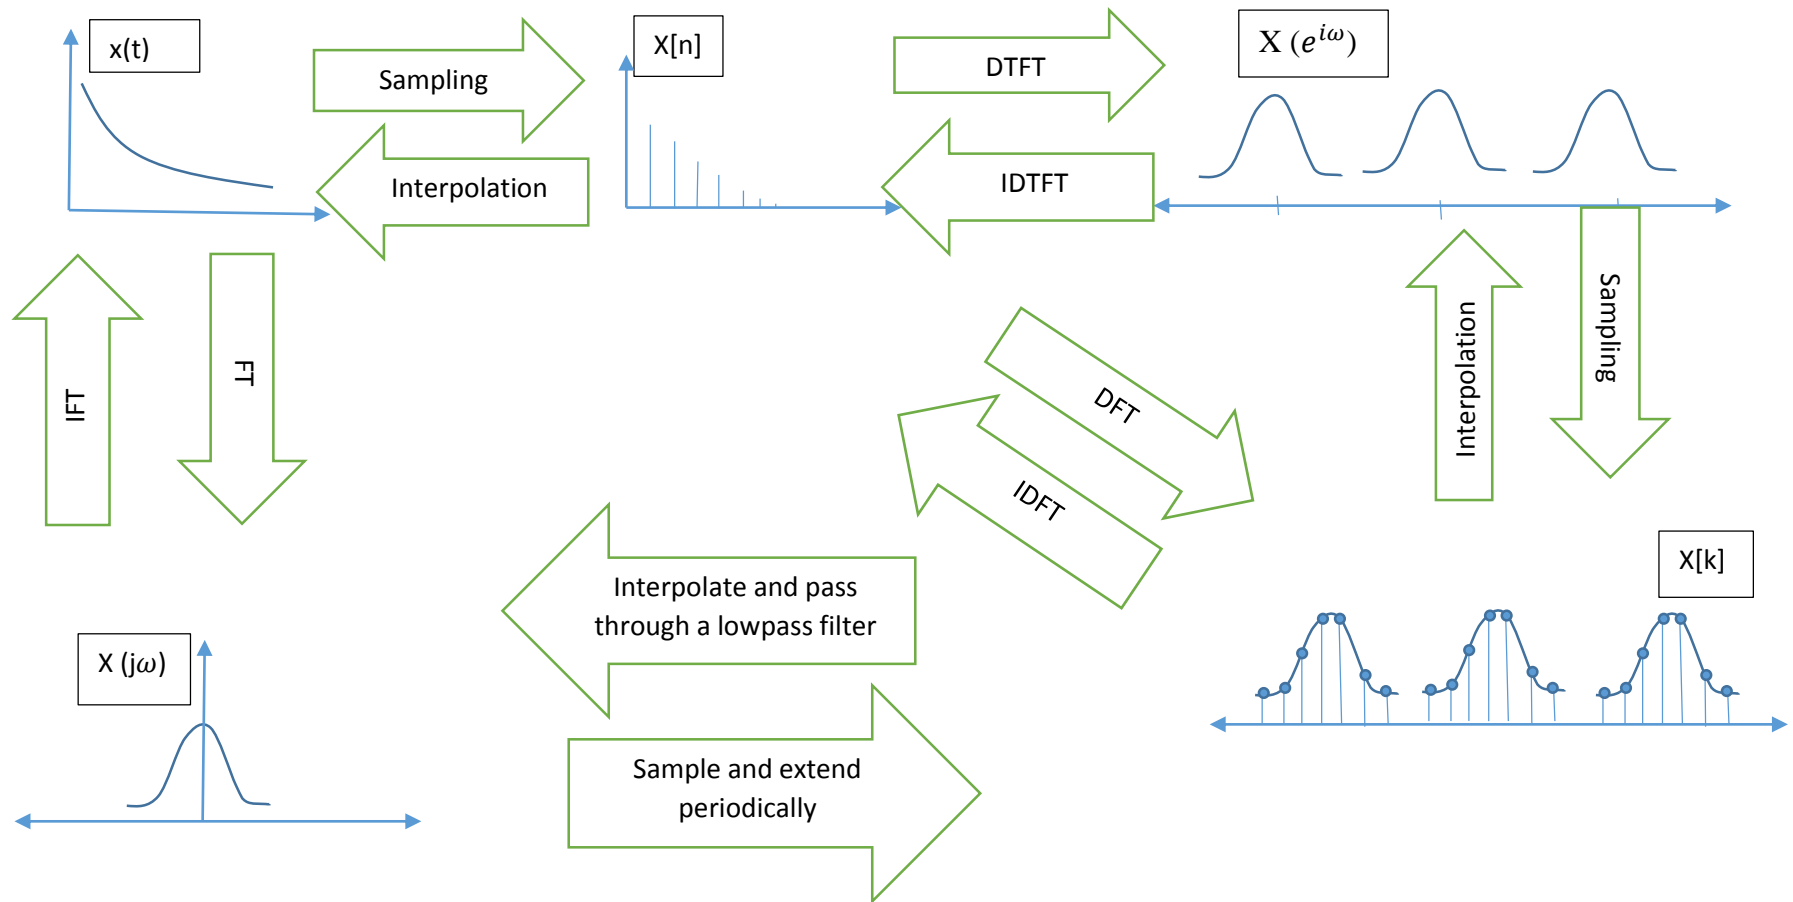 x(t)
Sampling
X[n]
DTFT
X (e^{iω})
Interpolation
IDTFT
IFT
FT
DFT
IDFT
Interpolation
Sampling
Interpolate and pass
through a lowpass filter
X[k]
X (jω)
Sample and extend
periodically